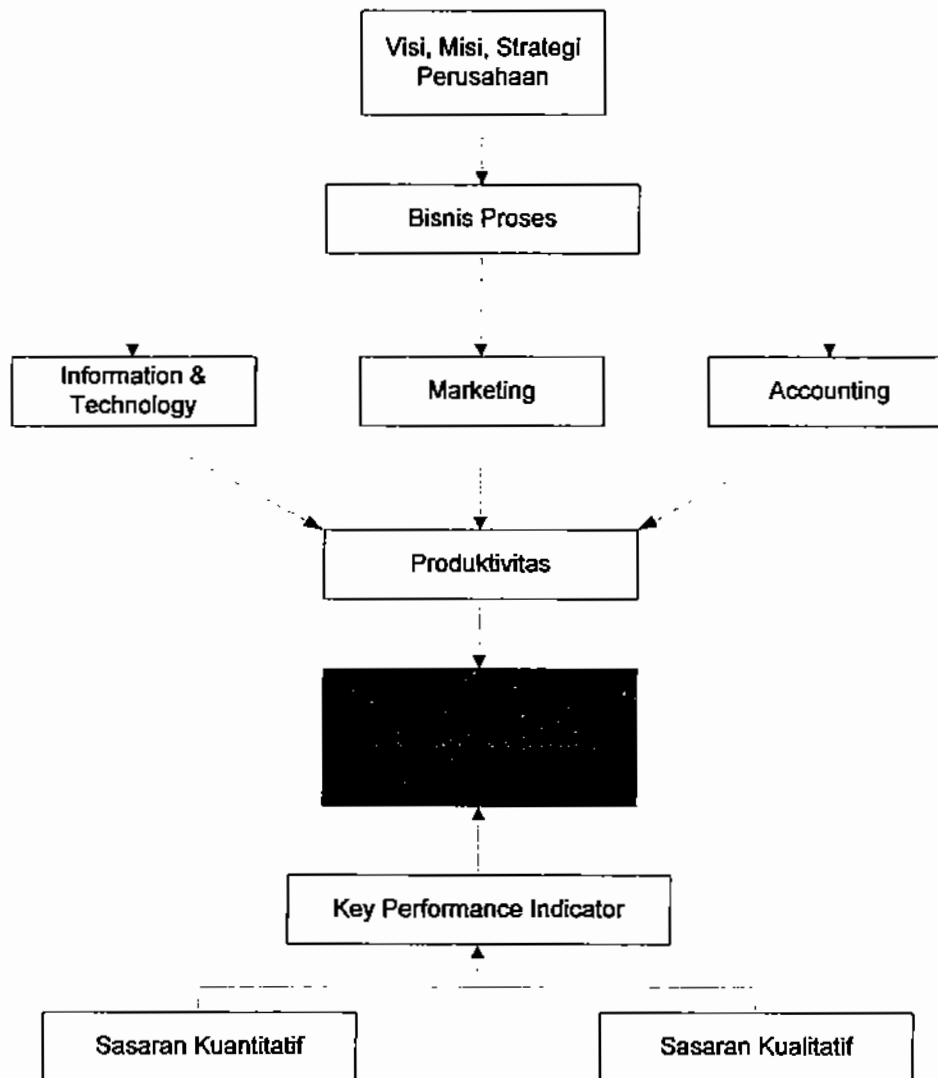 Visi, Misi, Strategi
Perusahaan
Bisnis Proses
Information &
Technology
Marketing
Accounting
Produktivitas
Key Performance Indicator
Sasaran Kuantitatif
Sasaran Kualitatif